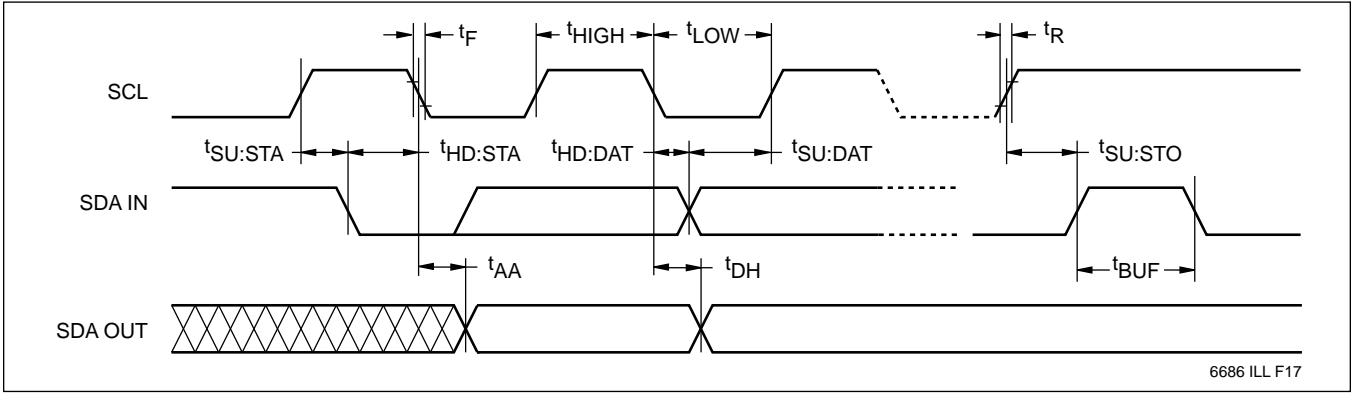 tF
tHIGH
tLOW
tR
SCL
tSU:STA
tHD:STA
tHD:DAT
tSU:DAT
tSU:STO
SDA IN
tAA
tDH
tBUF
SDA OUT
6686 ILL F17